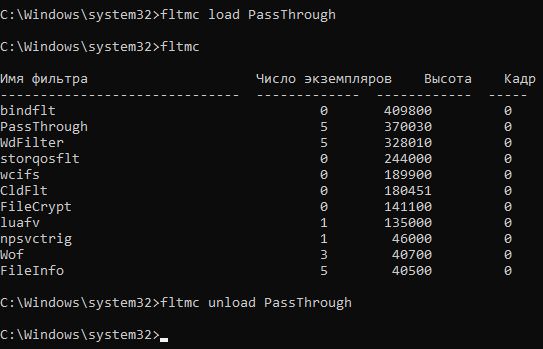 C:\Windows\system32>fltmc load PassThrough
C:\Windows\system32>fltmc
Имя фильтра                     Число экземпляров    Высота    Кадр
------------------------------  -------------  ------------  -----
bindflt                                 0       409800         0
PassThrough                             5       370030         0
WdFilter                                5       328010         0
storqosflt                              0       244000         0
wcifs                                   0       189900         0
CldFlt                                  0       180451         0
FileCrypt                               0       141100         0
luafv                                   1       135000         0
npsvctrig                               1        46000         0
Wof                                     3        40700         0
FileInfo                                5        40500         0
C:\Windows\system32>fltmc unload PassThrough
C:\Windows\system32>